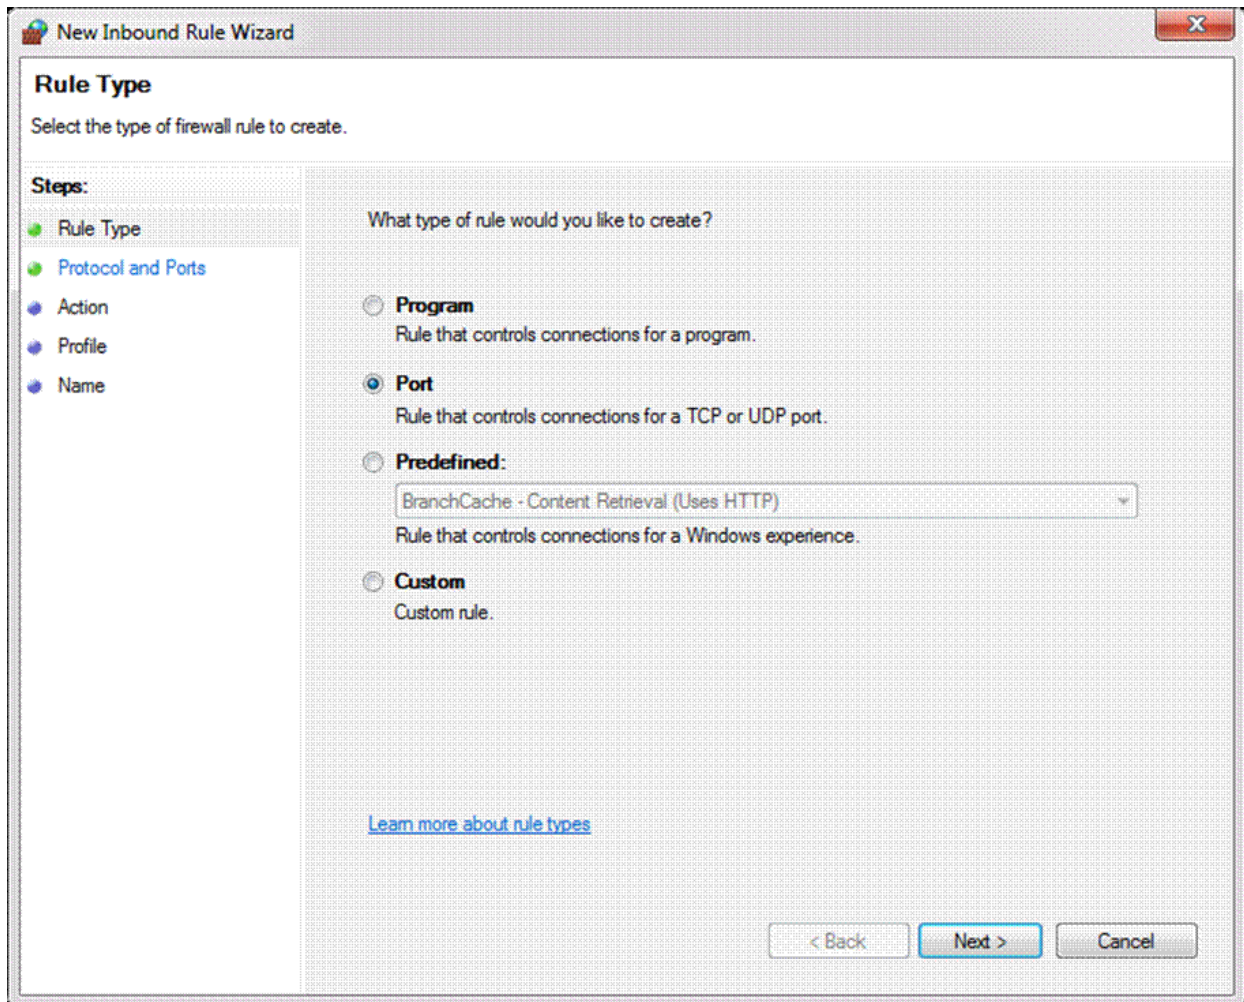 New Inbound Rule Wizard
Rule Type
Select the type of firewall rule to create.
Steps:
Rule Type
Protocol and Ports
Action
Profile
Name
What type of rule would you like to create?
Program
Rule that controls connections for a program.
Port
Rule that controls connections for a TCP or UDP port.
Predefined:
BranchCache - Content Retrieval (Uses HTTP)
Rule that controls connections for a Windows experience.
Custom
Custom rule.
Learn more about rule types
< Back
Next >
Cancel